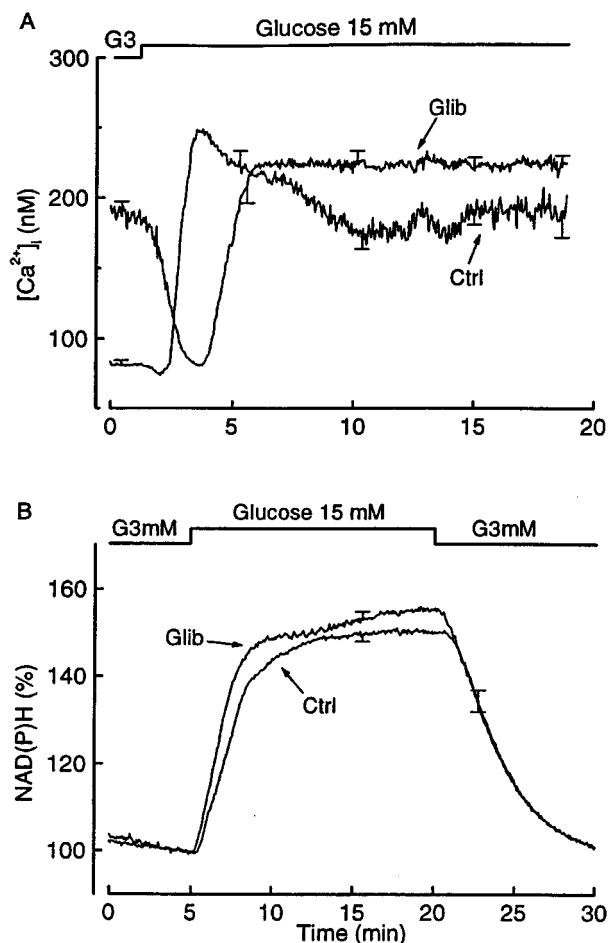 A
G3
Glucose 15 mM
300
200
100
[Ca²⁺]ᵢ (nM)
Glib
Ctrl
0 5 10 15 20
B
G3mM
Glucose 15 mM
G3mM
160
140
120
100
NAD(P)H (%)
Glib
Ctrl
0 5 10 15 20 25 30
Time (min)